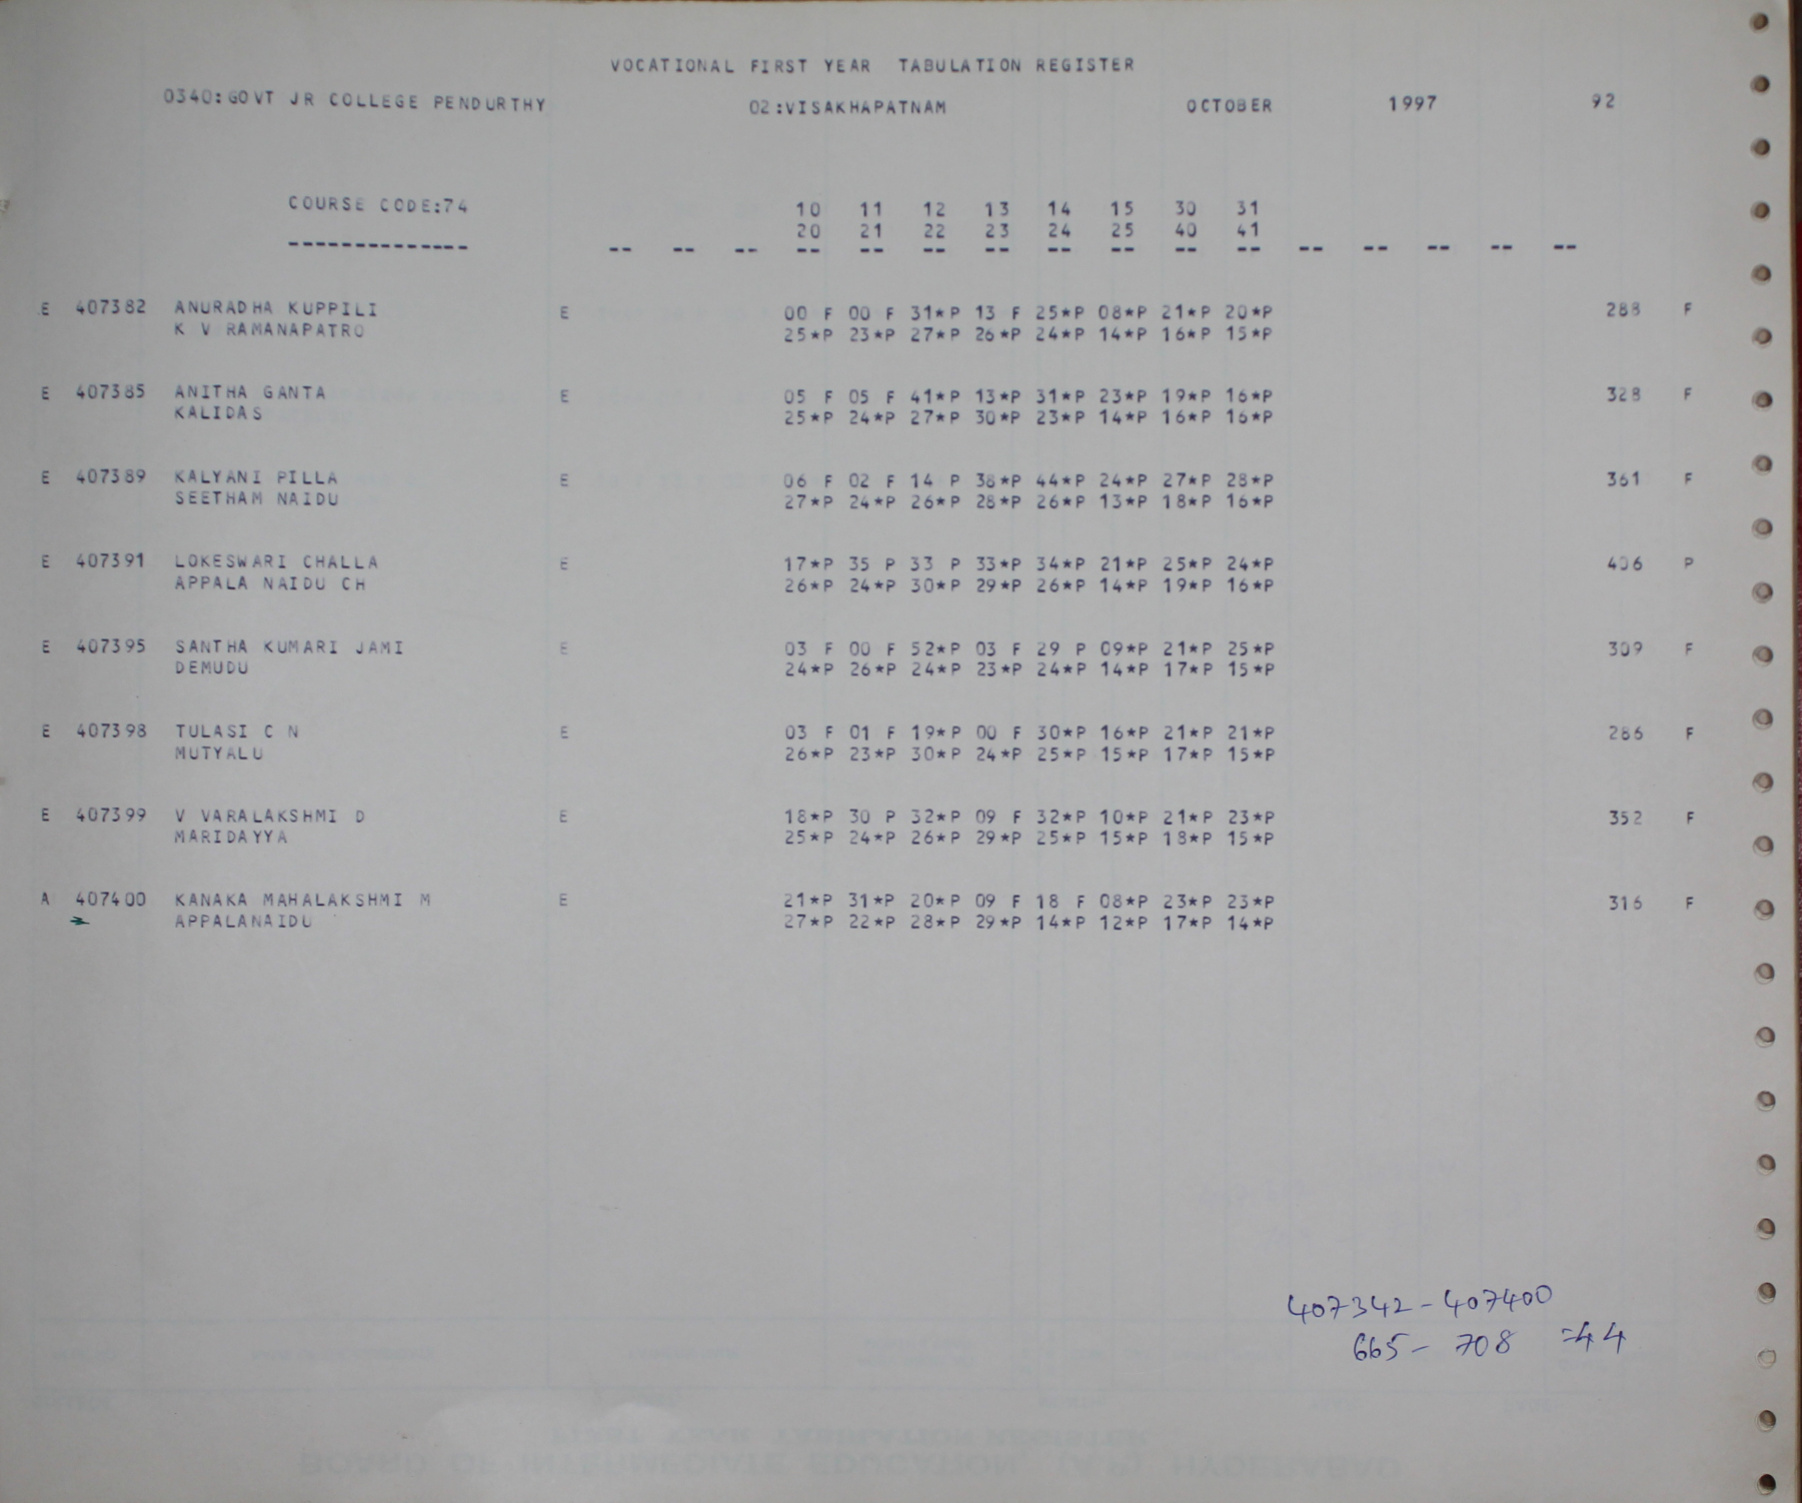 VOCATIONAL FIRST YEAR TABULATION REGISTER
0340:GOVT JR COLLEGE PENDURTHY 02:VISAKHAPATNAM OCTOBER 1997 92
COURSE CODE:74 10 11 12 13 14 15 30 31
20 21 22 23 24 25 40 41
-------------- -- -- -- -- -- -- -- -- -- -- -- -- -- -- -- --
E 407382 ANURADHA KUPPILI E 00 F 00 F 31*P 13 F 25*P 08*P 21*P 20*P 288 F
K V RAMANAPATRO 25*P 23*P 27*P 26*P 24*P 14*P 16*P 15*P
E 407385 ANITHA GANTA E 05 F 05 F 41*P 13*P 31*P 23*P 19*P 16*P 328 F
KALIDAS 25*P 24*P 27*P 30*P 23*P 14*P 16*P 16*P
E 407389 KALYANI PILLA E 06 F 02 F 14 P 38*P 44*P 24*P 27*P 28*P 361 F
SEETHAM NAIDU 27*P 24*P 26*P 28*P 26*P 13*P 18*P 16*P
E 407391 LOKESWARI CHALLA E 17*P 35 P 33 P 33*P 34*P 21*P 25*P 24*P 406 P
APPALA NAIDU CH 26*P 24*P 30*P 29*P 26*P 14*P 19*P 16*P
E 407395 SANTHA KUMARI JAMI E 03 F 00 F 52*P 03 F 29 P 09*P 21*P 25*P 309 F
DEMUDU 24*P 26*P 24*P 23*P 24*P 14*P 17*P 15*P
E 407398 TULASI C N E 03 F 01 F 19*P 00 F 30*P 16*P 21*P 21*P 286 F
MUTYALU 26*P 23*P 30*P 24*P 25*P 15*P 17*P 15*P
E 407399 V VARALAKSHMI D E 18*P 30 P 32*P 09 F 32*P 10*P 21*P 23*P 352 F
MARIDAYYA 25*P 24*P 26*P 29*P 25*P 15*P 18*P 15*P
A 407400 KANAKA MAHALAKSHMI M E 21*P 31*P 20*P 09 F 18 F 08*P 23*P 23*P 316 F
APPALANAIDU 27*P 22*P 28*P 29*P 14*P 12*P 17*P 14*P
407342-407400
665- 708 =44
FIRST YEAR TABULATION REGISTER
BOARD OF INTERMEDIATE EDUCATION, (A.P) HYDERABAD